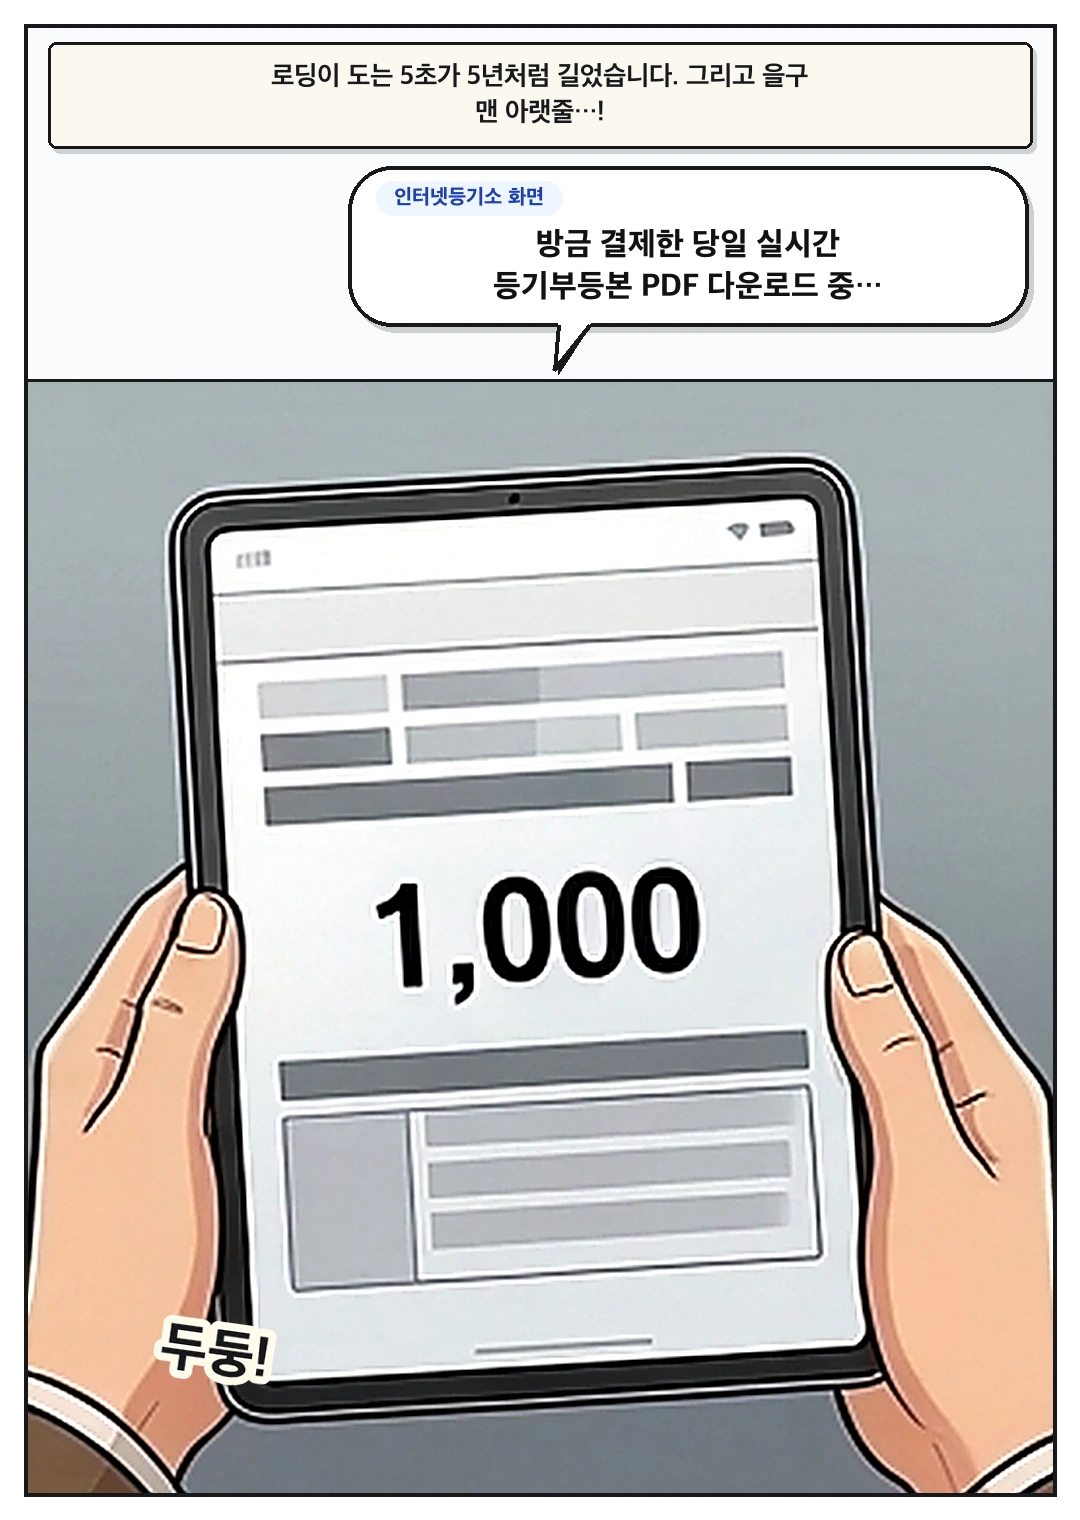 로딩이 도는 5초가 5년처럼 길었습니다. 그리고 을구
맨 아랫줄…!
인터넷등기소 화면
방금 결제한 당일 실시간
등기부등본 PDF 다운로드 중…
1,000
두둥!